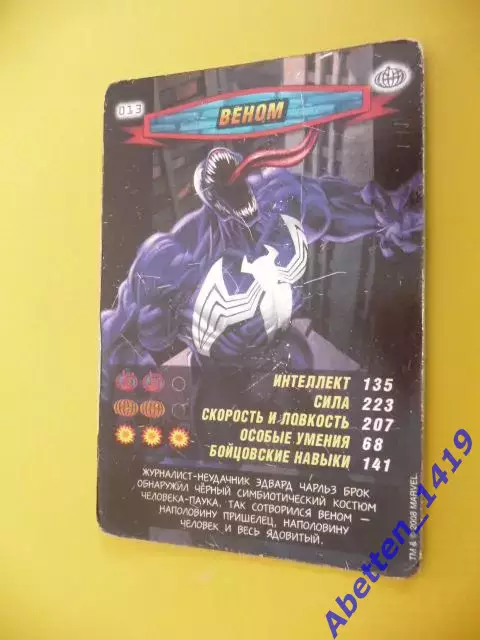 013
ВЕНОМ
ИНТЕЛЛЕКТ 135
СИЛА 223
СКОРОСТЬ И ЛОВКОСТЬ 207
ОСОБЫЕ УМЕНИЯ 68
БОЙЦОВСКИЕ НАВЫКИ 141
ЖУРНАЛИСТ-НЕУДАЧНИК ЭДВАРД ЧАРЛЬЗ БРОК
ОБНАРУЖИЛ ЧЁРНЫЙ СИМБИОТИЧЕСКИЙ КОСТЮМ
ЧЕЛОВЕКА-ПАУКА, ТАК СОТВОРИЛСЯ ВЕНОМ —
НАПОЛОВИНУ ПРИШЕЛЕЦ, НАПОЛОВИНУ
ЧЕЛОВЕК И ВЕСЬ ЯДОВИТЫЙ.
TM & ©2008 MARVEL
Abetten_1419